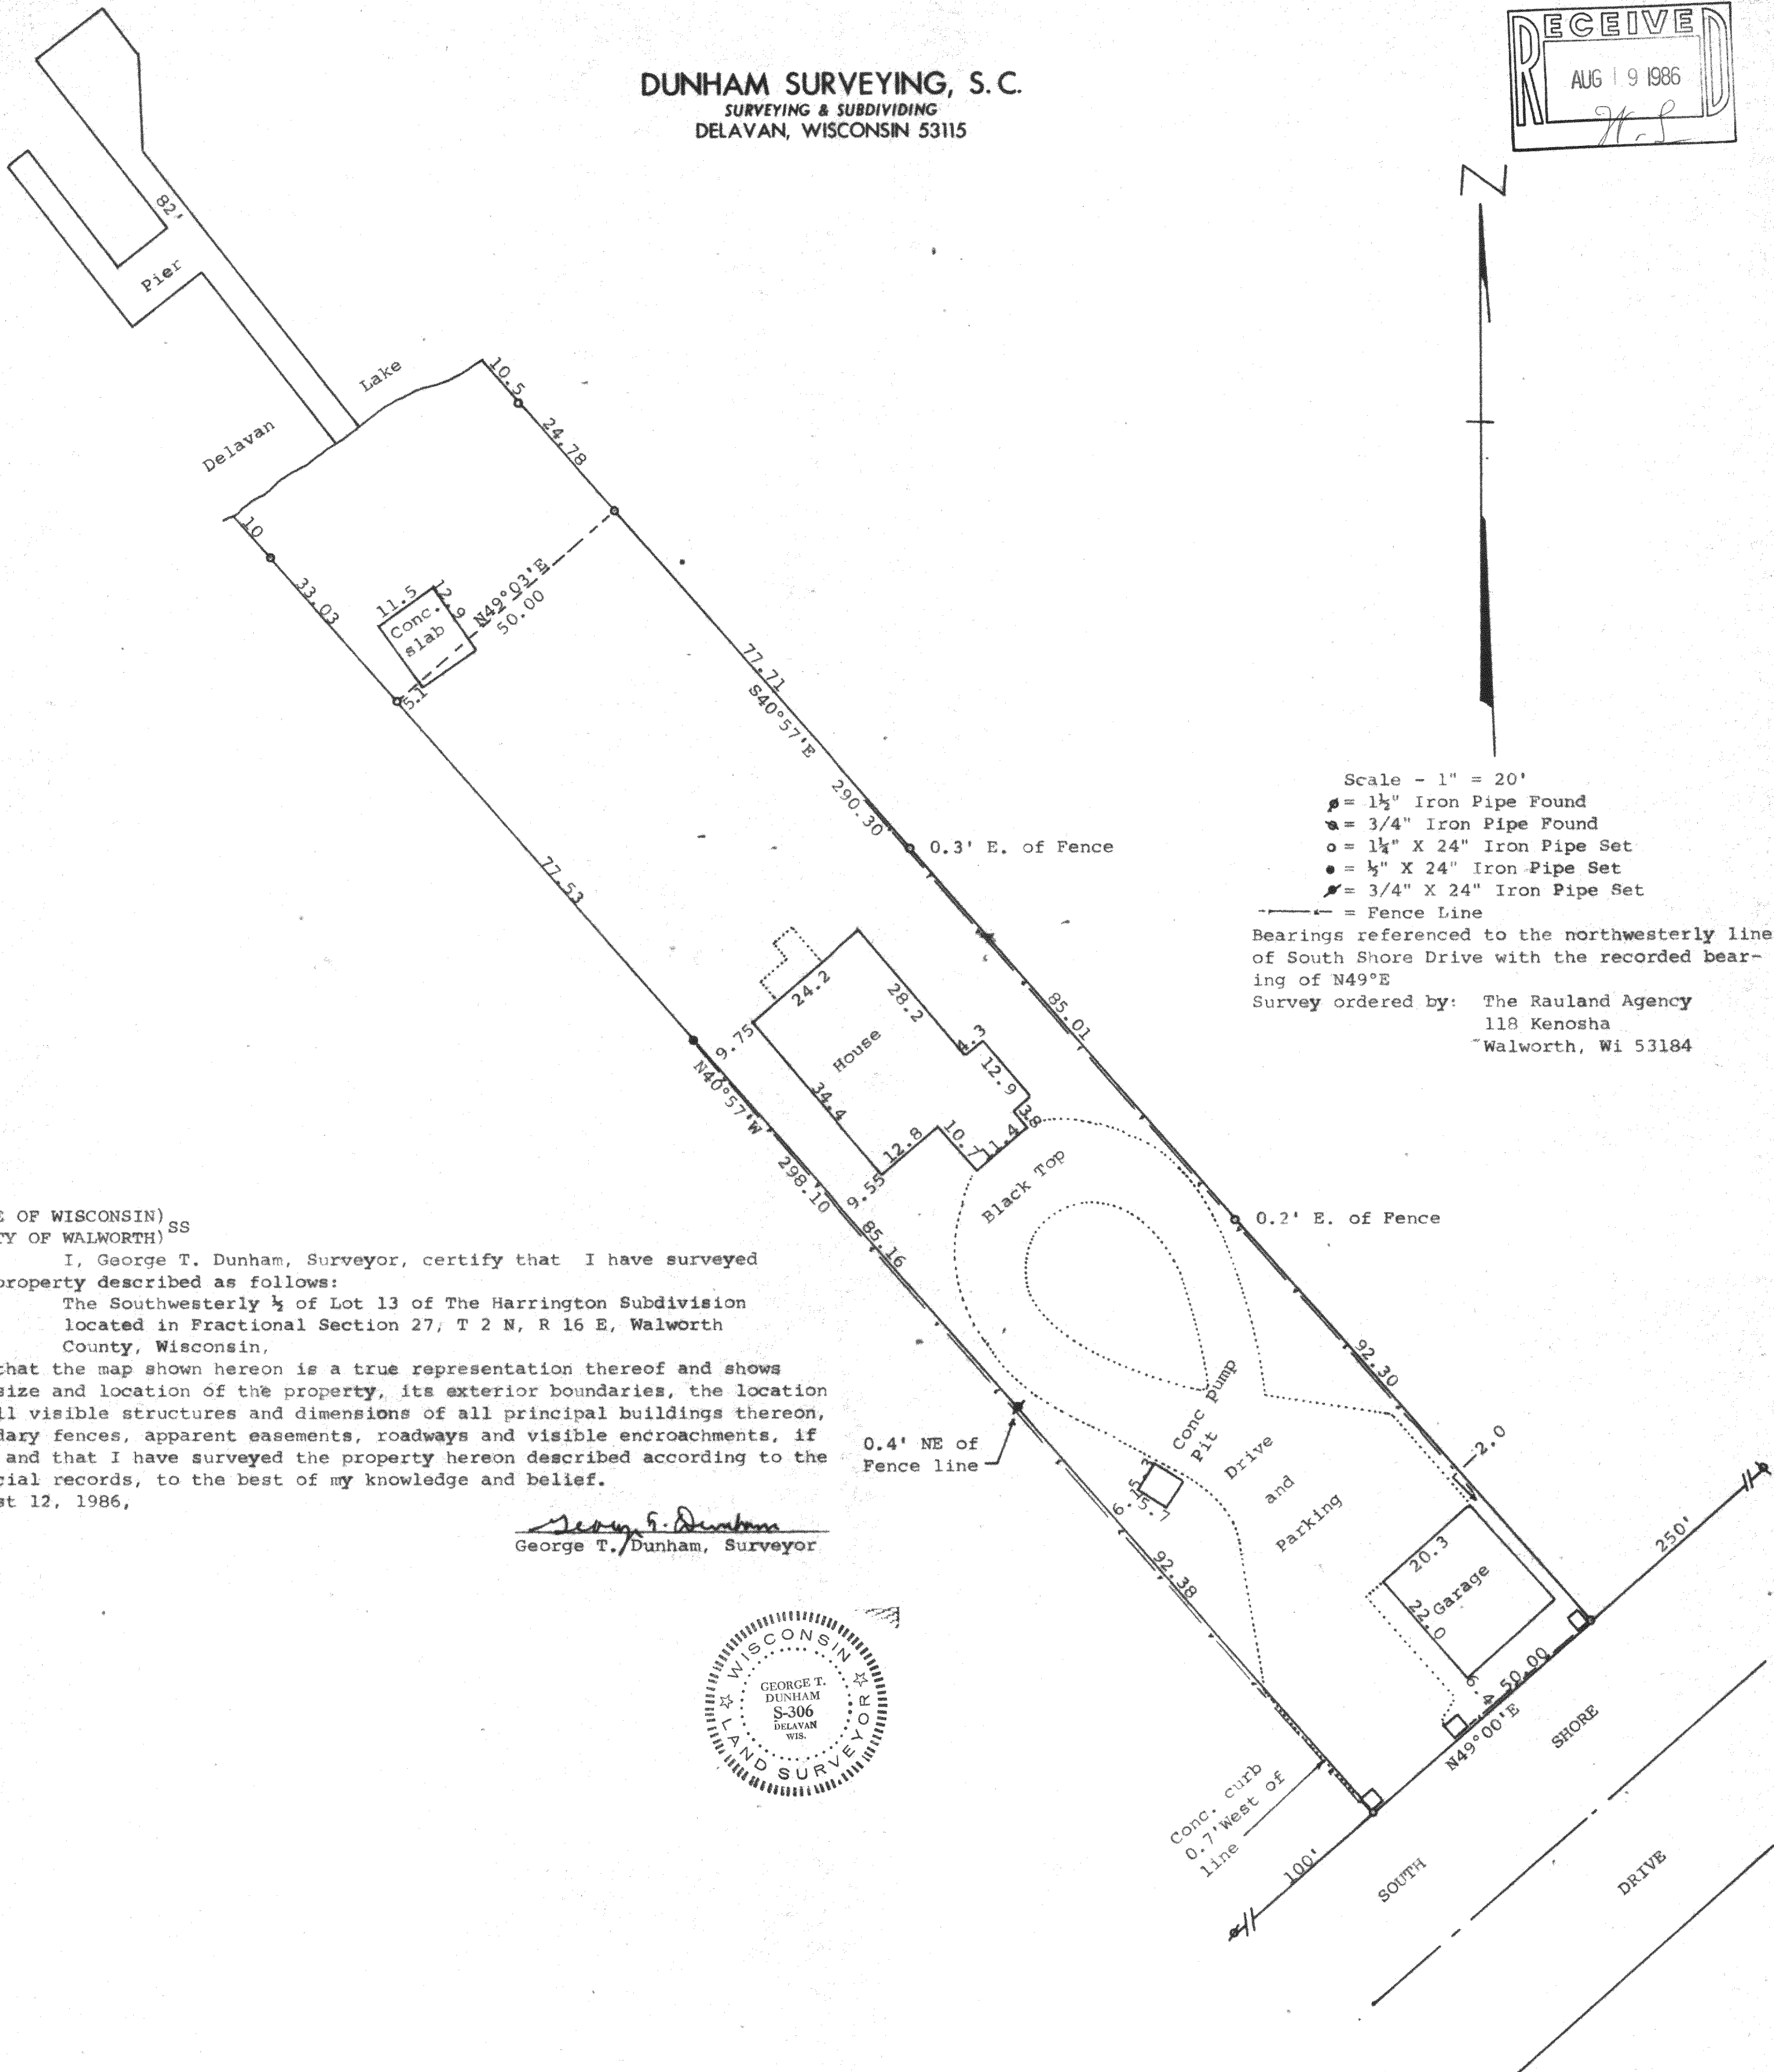 DUNHAM SURVEYING, S.C.
SURVEYING & SUBDIVIDING
DELAVAN, WISCONSIN 53115
RECEIVED
AUG 19 1986
W.L
N
82'
Pier
Delavan
Lake
10.5
24.78
10
33.03
11.5
12.9
Conc.
slab
N49°03'E
50.00
5.1
77.71
S40°57'E
290.30
0.3' E. of Fence
77.53
Scale - 1" = 20'
= 1½" Iron Pipe Found
= 3/4" Iron Pipe Found
= 1¼" X 24" Iron Pipe Set
= ½" X 24" Iron Pipe Set
= 3/4" X 24" Iron Pipe Set
= Fence Line
Bearings referenced to the northwesterly line
of South Shore Drive with the recorded bear-
ing of N49°E
Survey ordered by: The Rauland Agency
118 Kenosha
Walworth, Wi 53184
24.2
28.2
9.75
House
4.3
12.9
3.8
34.4
12.8
10.7
11.4
9.55
85.01
N40°57'W
298.10
85.16
Black Top
0.2' E. of Fence
92.30
OF WISCONSIN)
SS
TY OF WALWORTH)
I, George T. Dunham, Surveyor, certify that I have surveyed
property described as follows:
The Southwesterly ½ of Lot 13 of The Harrington Subdivision
located in Fractional Section 27, T 2 N, R 16 E, Walworth
County, Wisconsin,
that the map shown hereon is a true representation thereof and shows
size and location of the property, its exterior boundaries, the location
ll visible structures and dimensions of all principal buildings thereon,
dary fences, apparent easements, roadways and visible encroachments, if
and that I have surveyed the property hereon described according to the
cial records, to the best of my knowledge and belief.
st 12, 1986,
George T. Dunham
George T. Dunham, Surveyor
WISCONSIN
GEORGE T.
DUNHAM
S-306
DELAVAN
WIS.
LAND SURVEYOR
0.4' NE of
Fence line
Conc pump
Pit
6.1
5.7
Drive
and
Parking
92.38
2.0
20.3
22.0
Garage
6.4
50.00
N49°00'E
250'
Conc. curb
0.7' West of
line
100'
SOUTH
SHORE
DRIVE